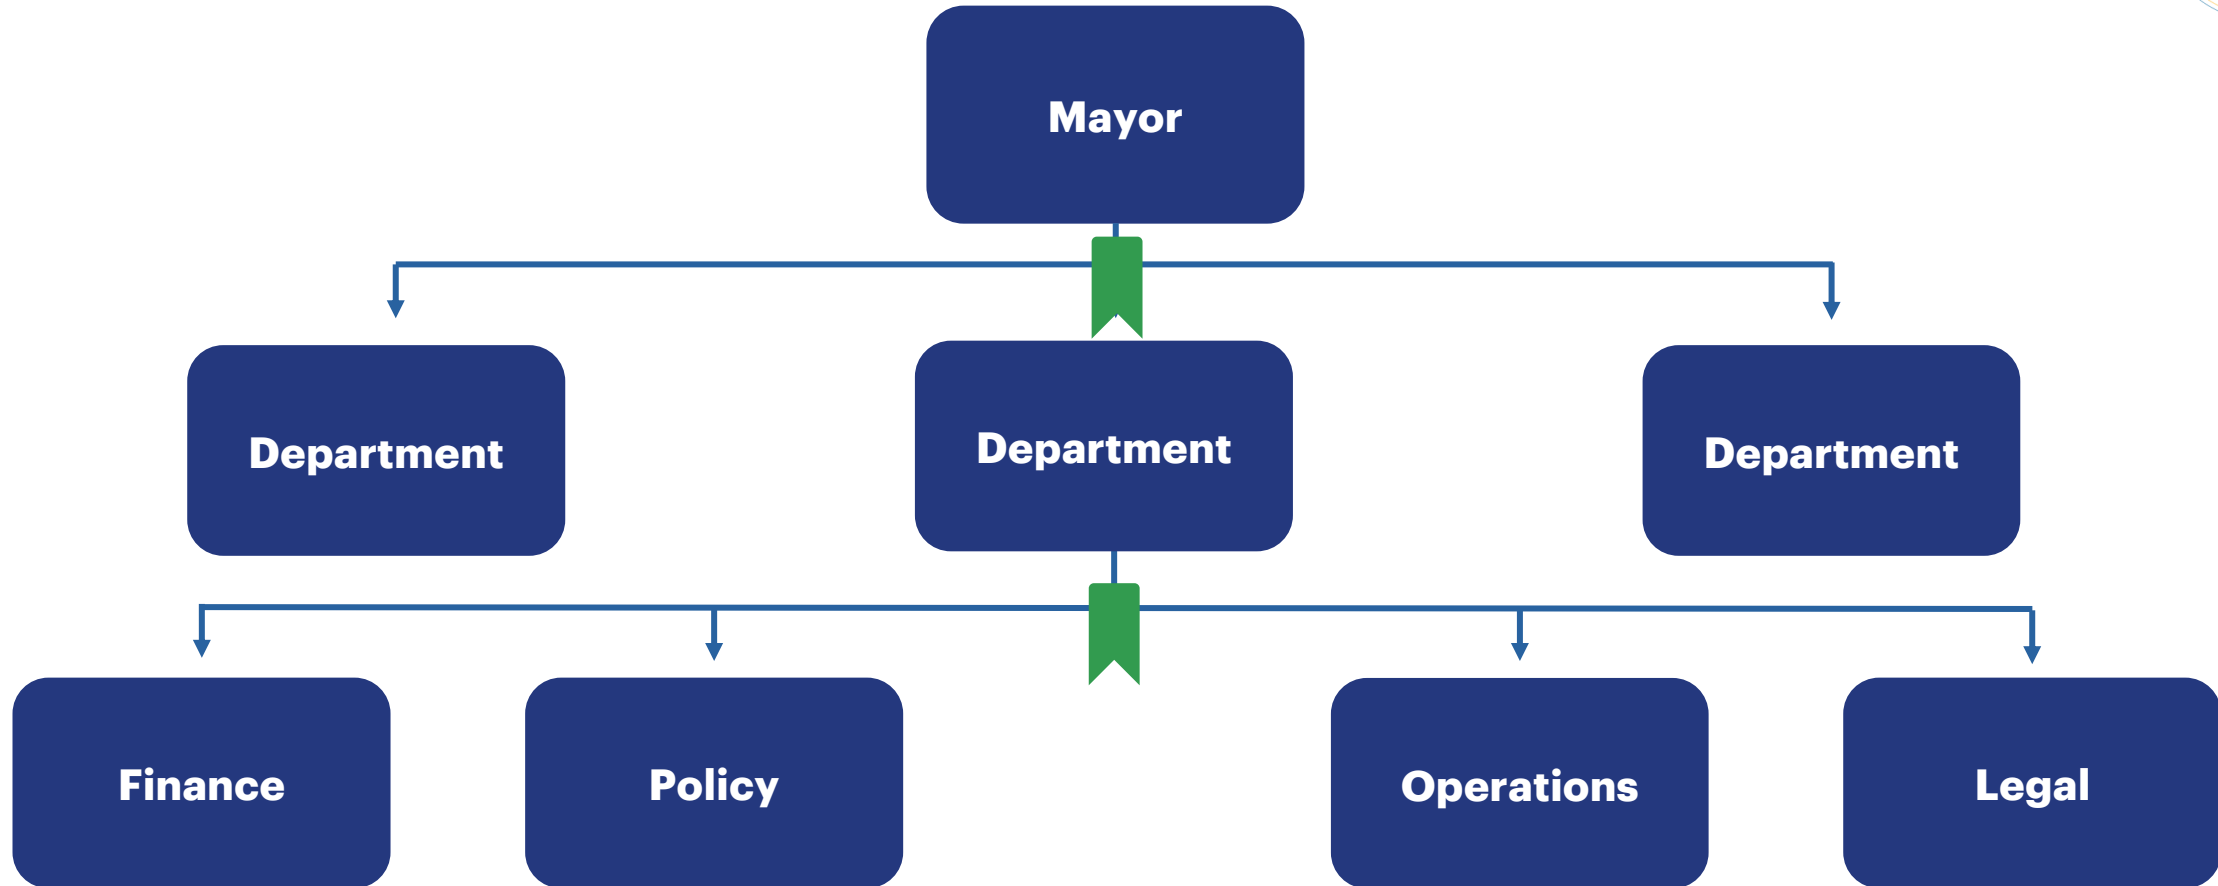 Mayor
Department
Department
Department
Finance
Policy
Operations
Legal